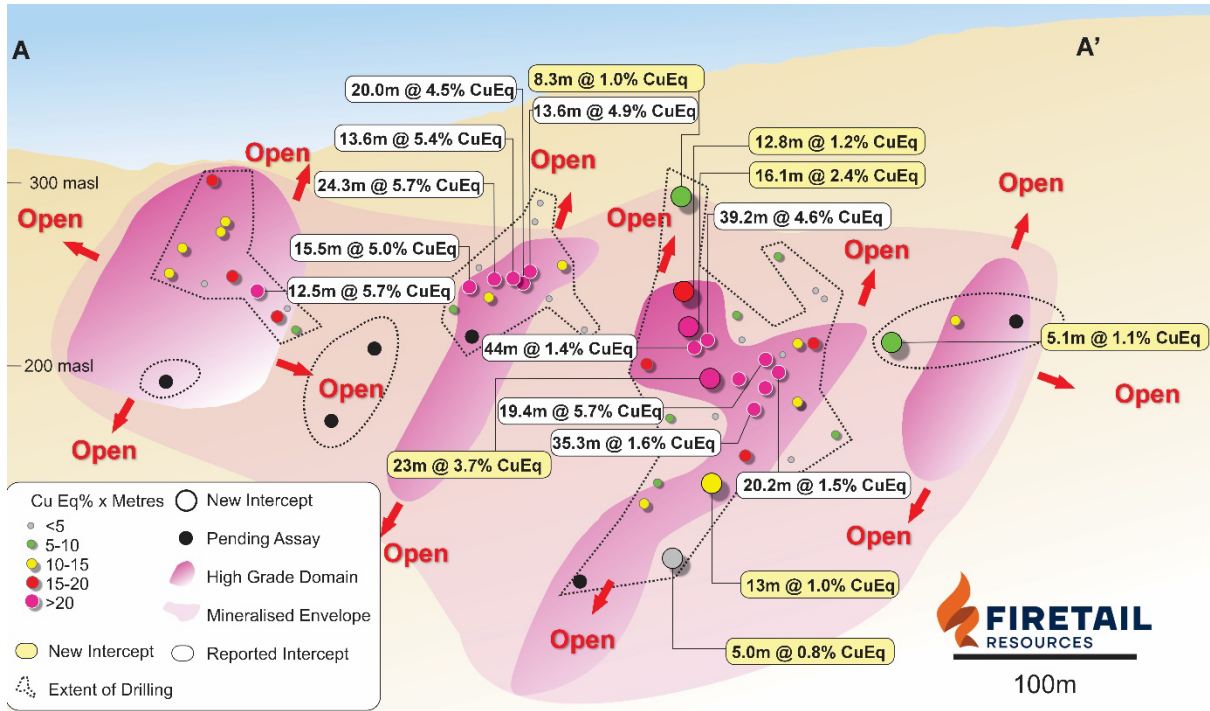 A
A'
8.3m @ 1.0% CuEq
20.0m @ 4.5% CuEq
13.6m @ 4.9% CuEq
13.6m @ 5.4% CuEq
12.8m @ 1.2% CuEq
Open
Open
16.1m @ 2.4% CuEq
24.3m @ 5.7% CuEq
Open
300 masl
39.2m @ 4.6% CuEq
Open
Open
15.5m @ 5.0% CuEq
Open
12.5m @ 5.7% CuEq
5.1m @ 1.1% CuEq
44m @ 1.4% CuEq
200 masl
Open
Open
19.4m @ 5.7% CuEq
35.3m @ 1.6% CuEq
Open
Open
23m @ 3.7% CuEq
20.2m @ 1.5% CuEq
Cu Eq% x Metres
<5
5-10
10-15
15-20
>20
New Intercept
Pending Assay
High Grade Domain
Mineralised Envelope
New Intercept
Reported Intercept
Extent of Drilling
Open
13m @ 1.0% CuEq
Open
5.0m @ 0.8% CuEq
FIRETAIL
RESOURCES
100m